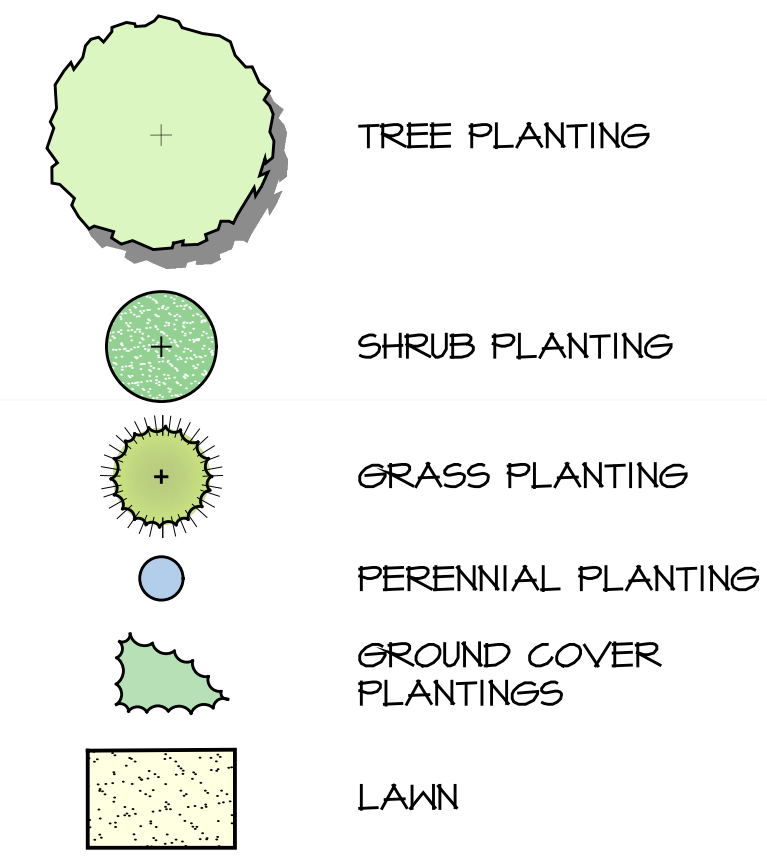 TREE PLANTING
SHRUB PLANTING
GRASS PLANTING
PERENNIAL PLANTING
GROUND COVER
PLANTINGS
LAWN